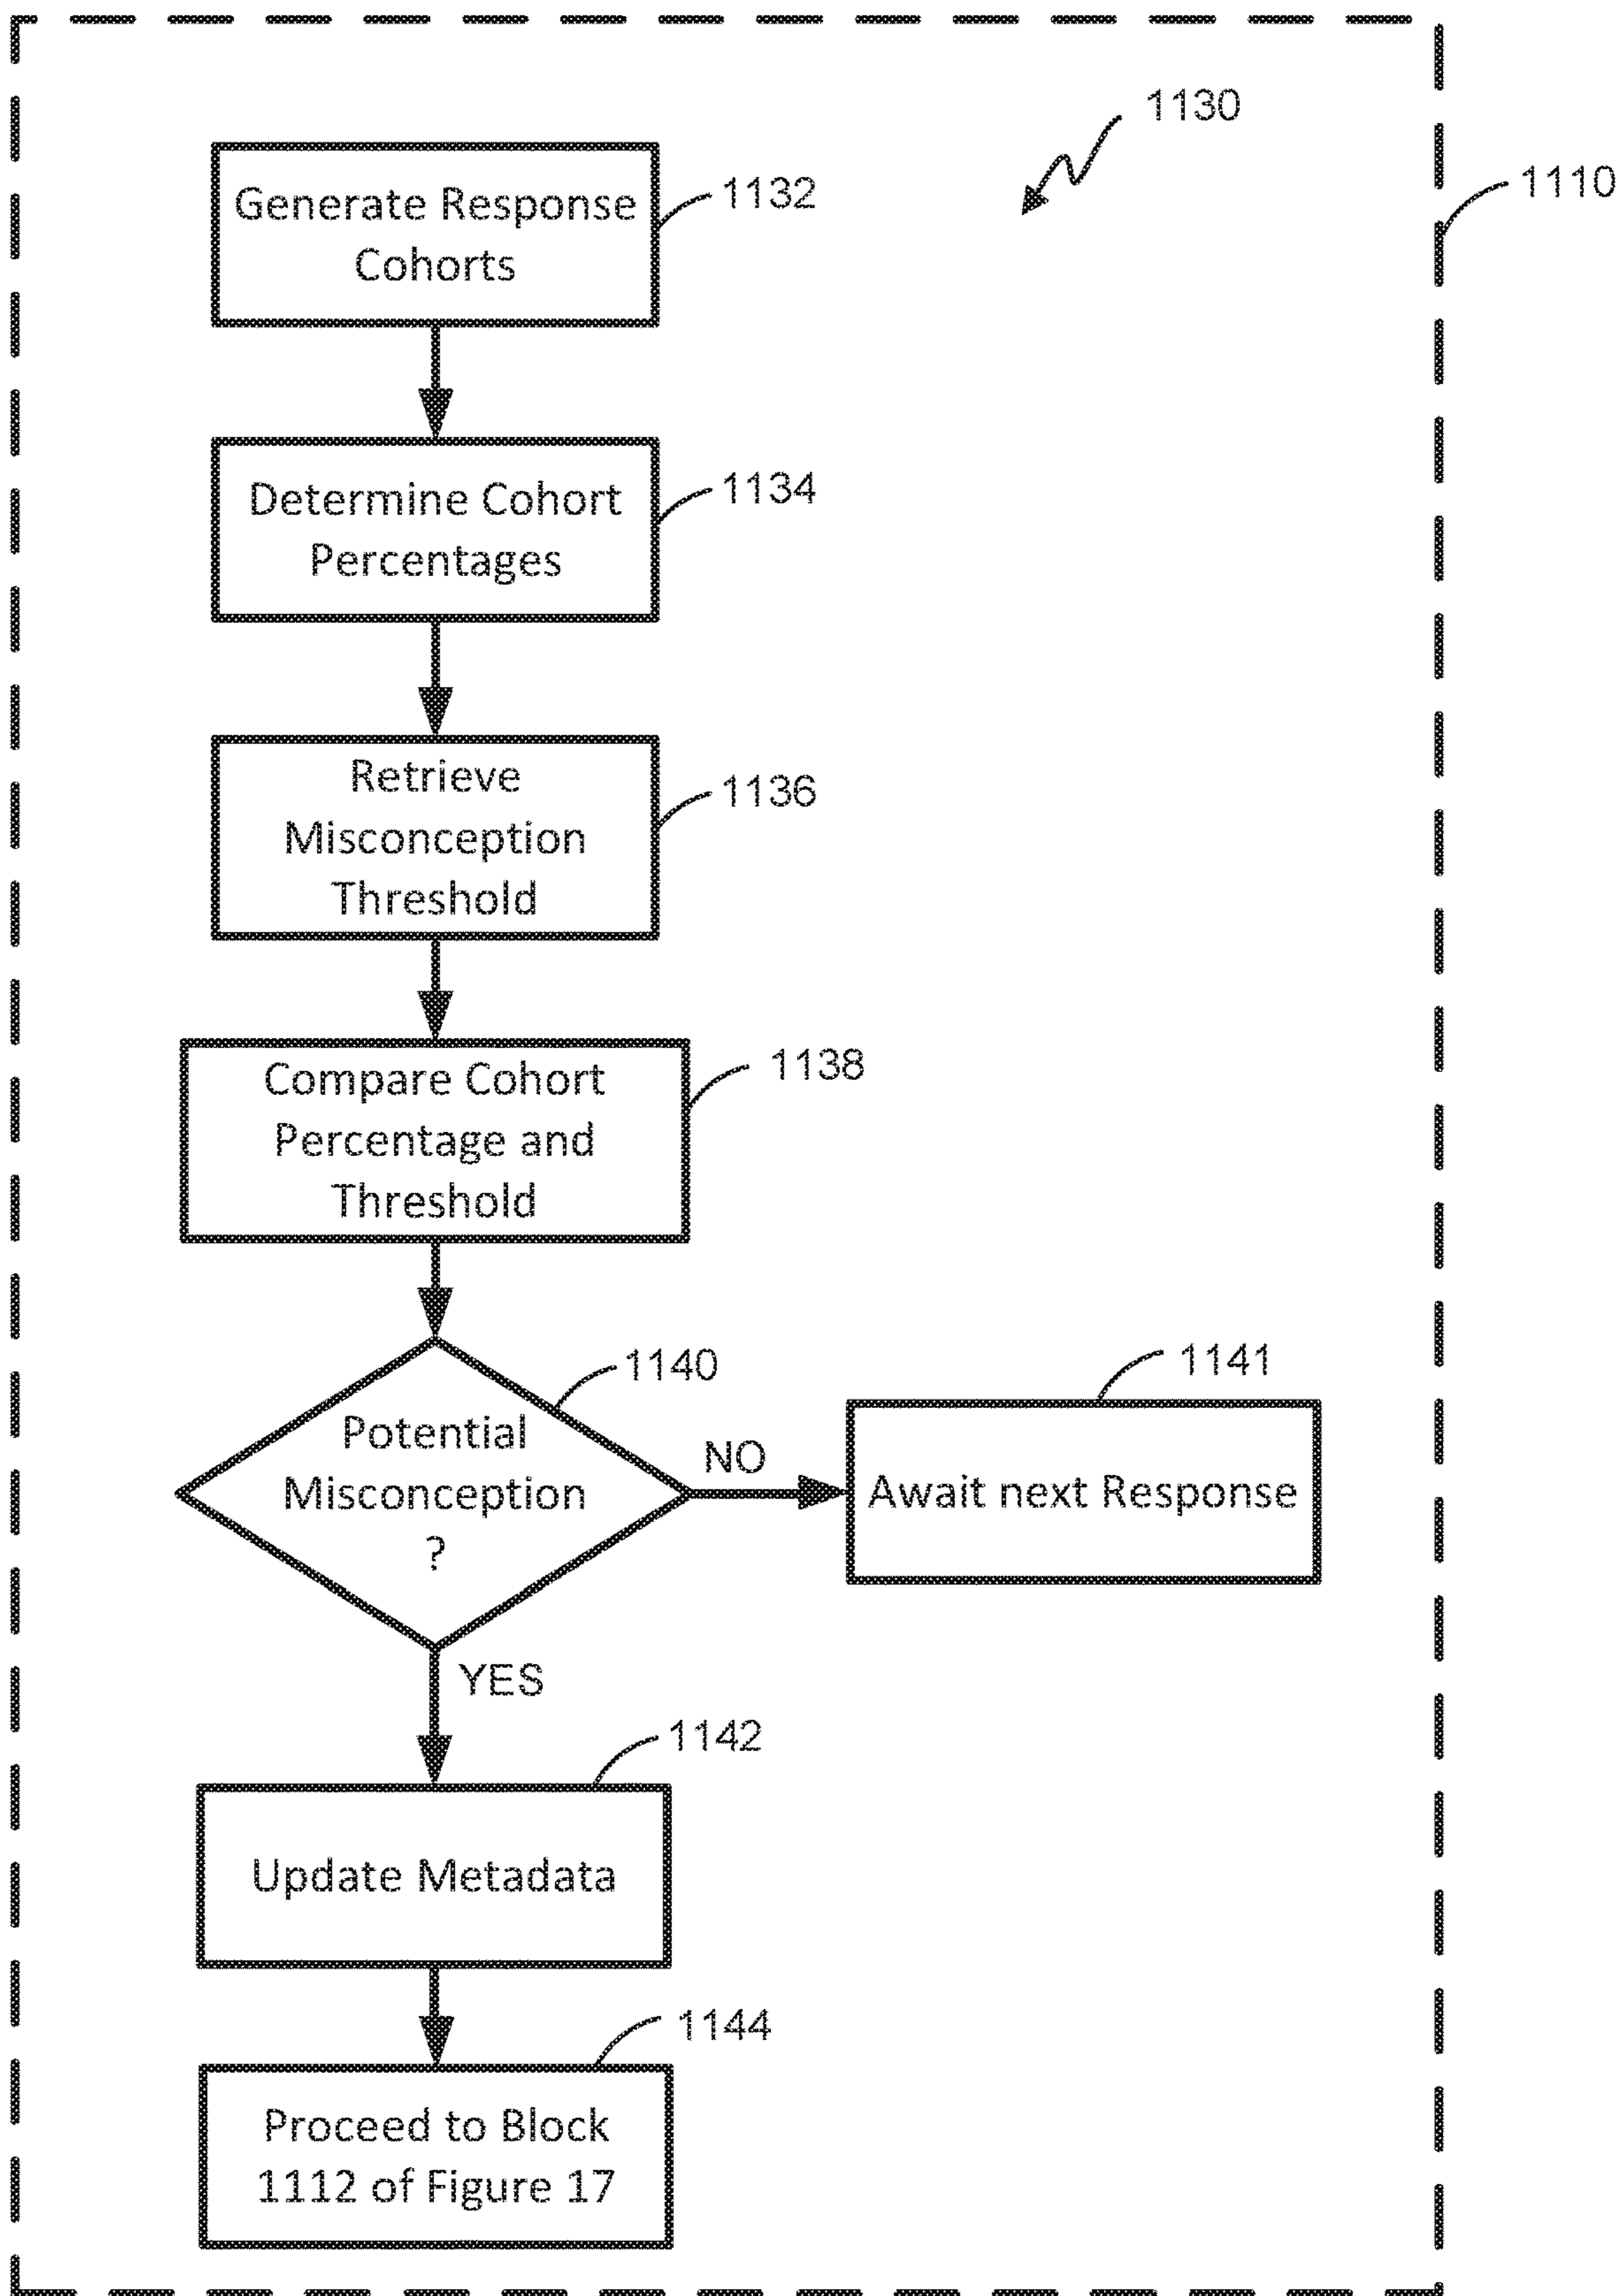 1130
1110
Generate Response
Cohorts
1132
Determine Cohort
Percentages
1134
Retrieve
Misconception
Threshold
1136
Compare Cohort
Percentage and
Threshold
1138
Potential
Misconception
?
1140
NO
1141
Await next Response
YES
1142
Update Metadata
1144
Proceed to Block
1112 of Figure 17